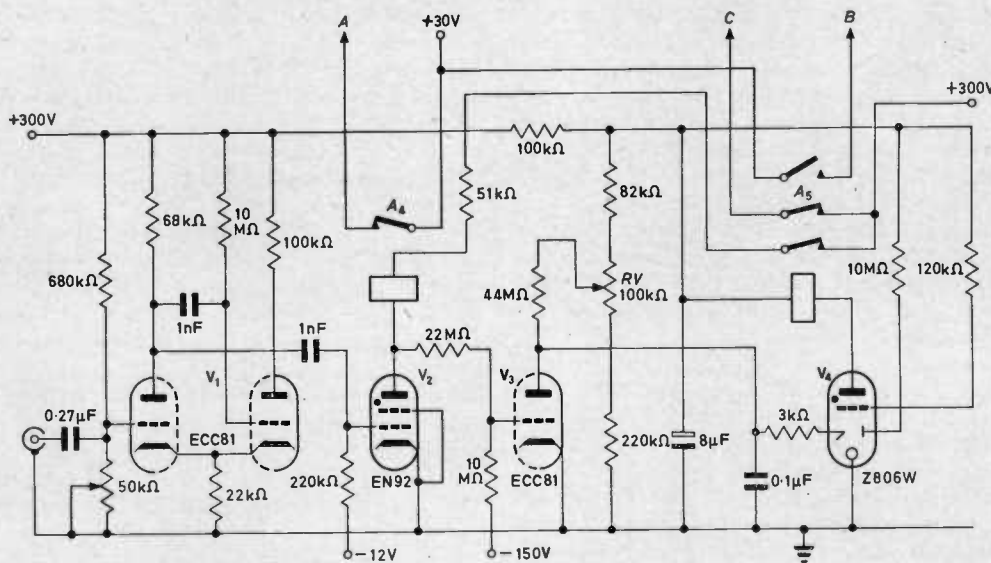 A
+30V
C
B
+300V
+300V
100kΩ
68kΩ
10
MΩ
100kΩ
A4
51kΩ
82kΩ
A5
680kΩ
44MΩ
RV
100kΩ
10MΩ
120kΩ
1nF
1nF
22MΩ
V1
V2
V3
V4
0·27µF
ECC81
3kΩ
50kΩ
22kΩ
220kΩ
EN92
10
MΩ
ECC81
220kΩ
8µF
0·1µF
Z806W
−12V
−150V